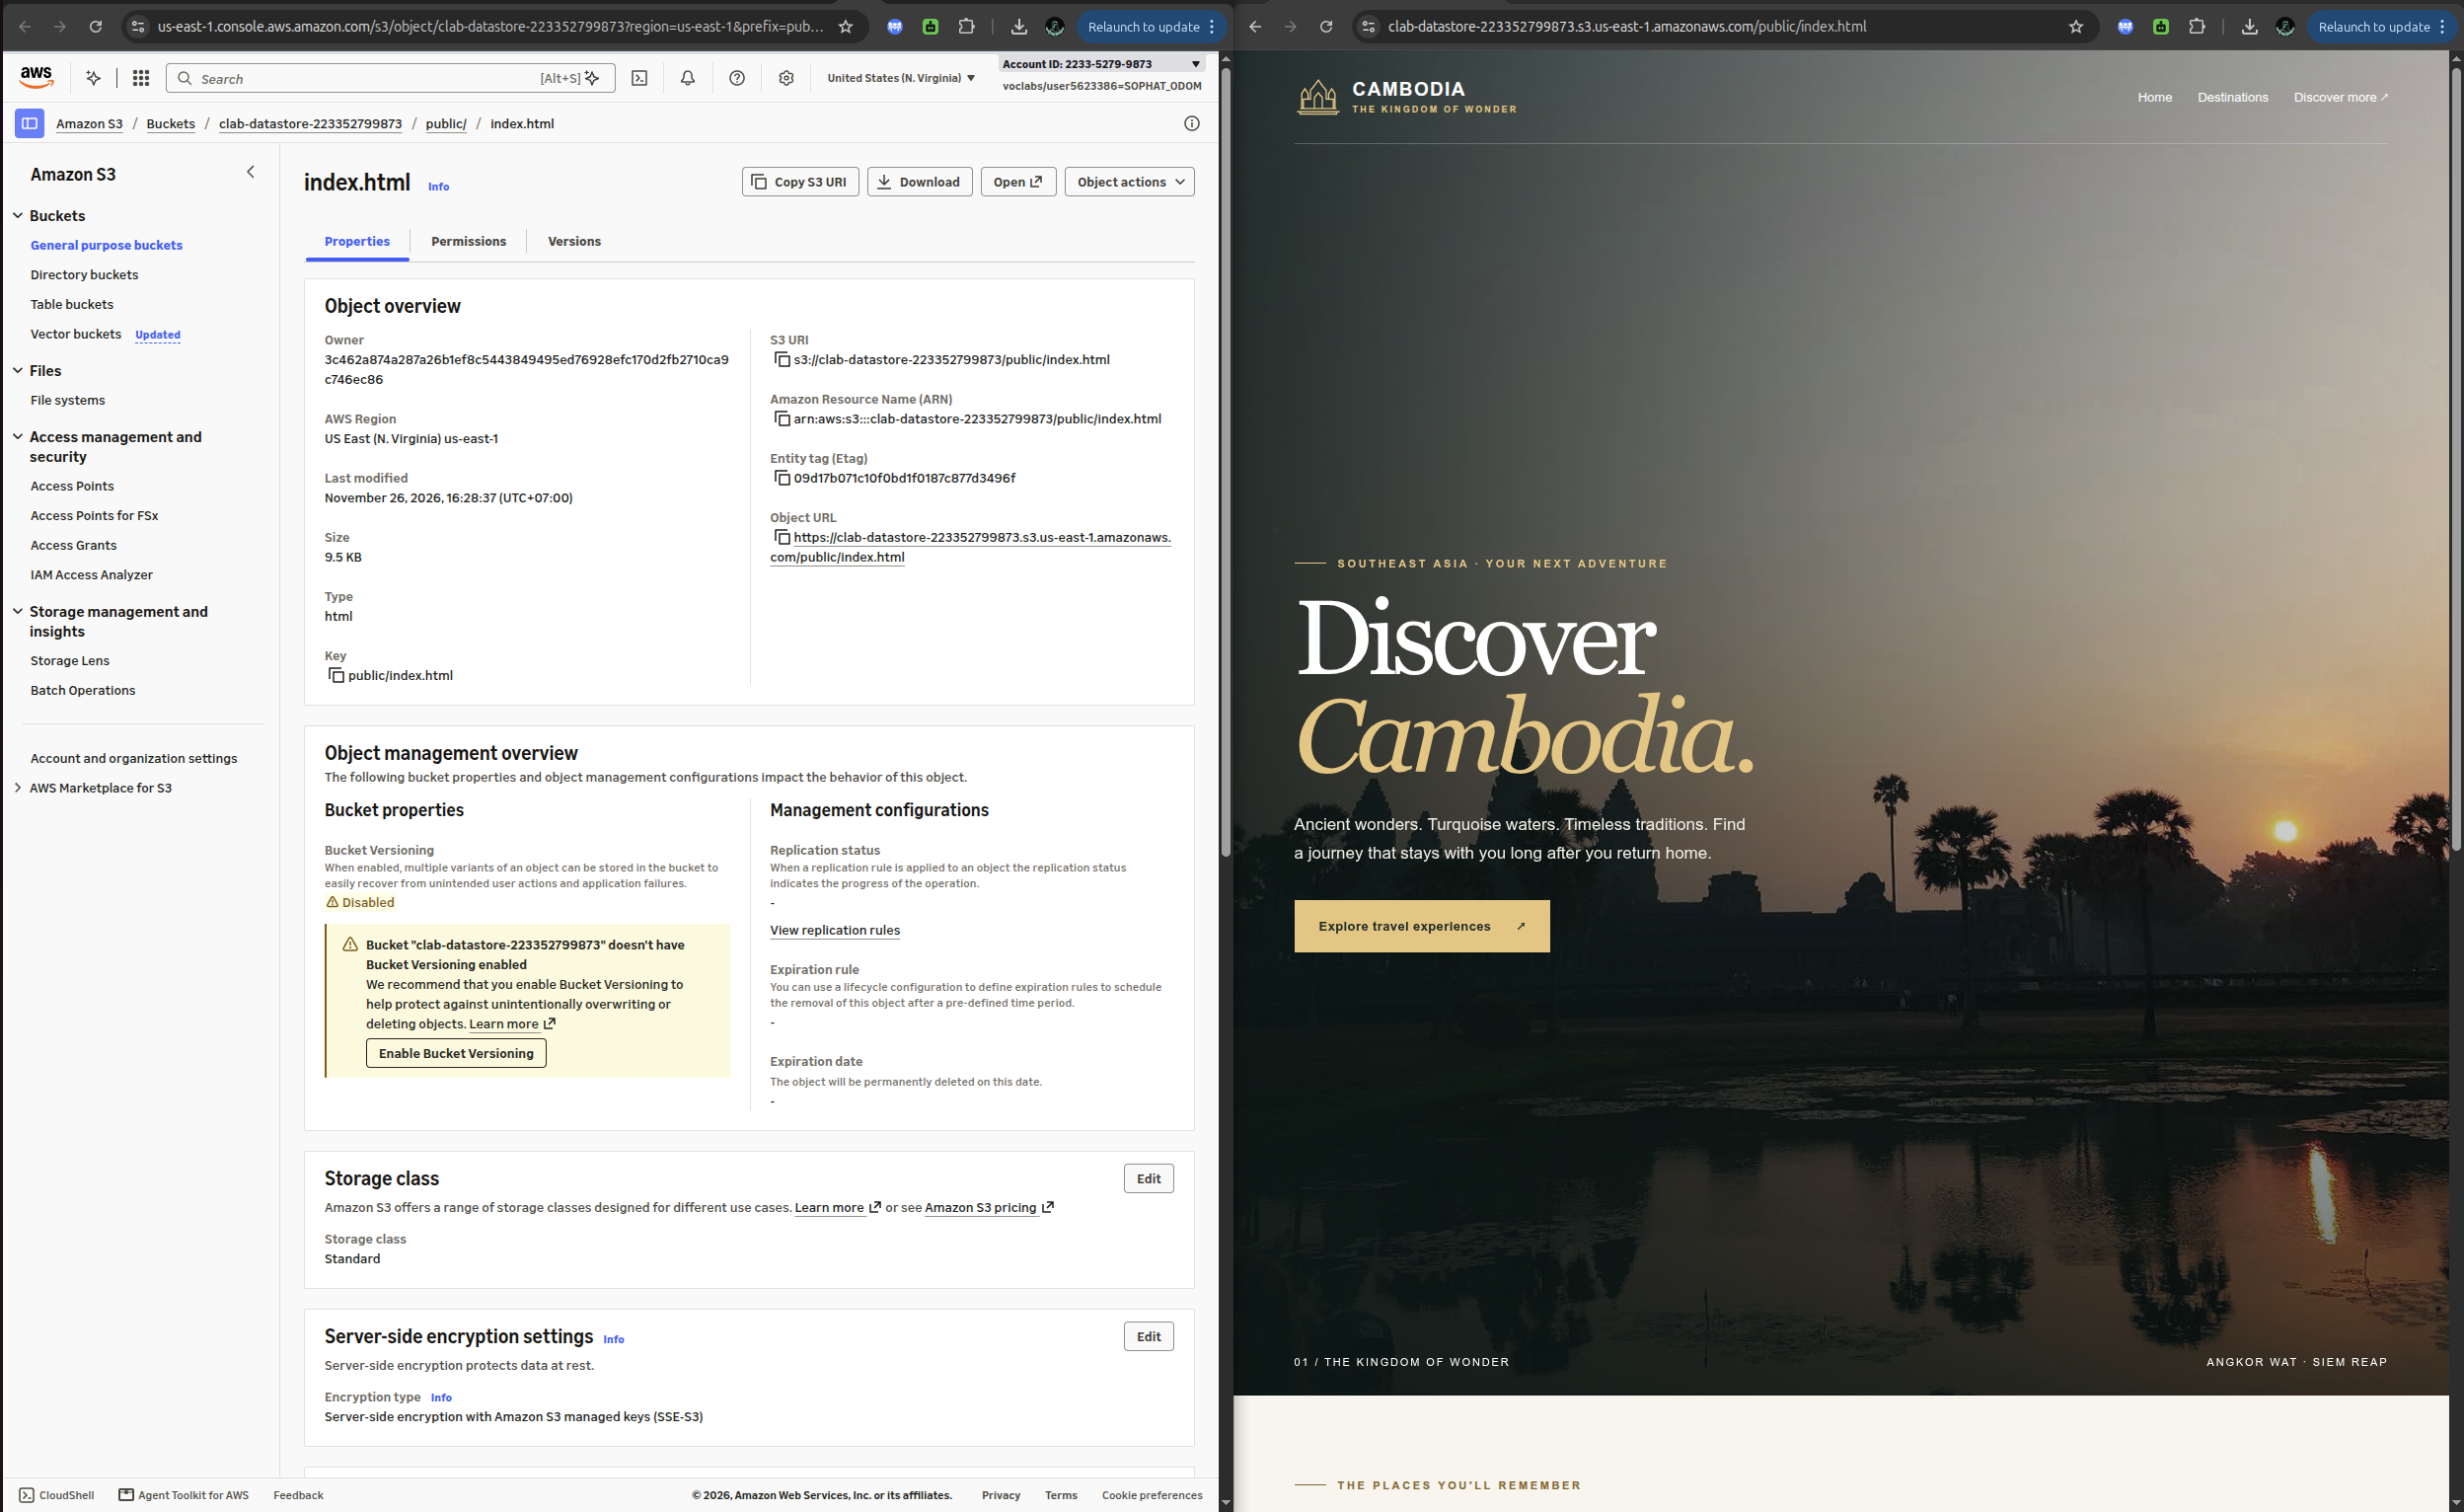 us-east-1.console.aws.amazon.com/s3/object/clab-datastore-223352799873?region=us-east-1&prefix=pub...
Relaunch to update
aws
Search
[Alt+S]
United States (N. Virginia)
Account ID: 2233-5279-9873
voclabs/user5623386=SOPHAT_ODOM
Amazon S3 / Buckets / clab-datastore-223352799873 / public/ / index.html
Amazon S3
Buckets
General purpose buckets
Directory buckets
Table buckets
Vector buckets Updated
Files
File systems
Access management and
security
Access Points
Access Points for FSx
Access Grants
IAM Access Analyzer
Storage management and
insights
Storage Lens
Batch Operations
Account and organization settings
AWS Marketplace for S3
index.html Info
Copy S3 URI
Download
Open
Object actions
Properties
Permissions
Versions
Object overview
Owner
3c462a874a287a26b1ef8c5443849495ed76928efc170d2fb2710ca9
c746ec86
AWS Region
US East (N. Virginia) us-east-1
Last modified
November 26, 2026, 16:28:37 (UTC+07:00)
Size
9.5 KB
Type
html
Key
public/index.html
S3 URI
s3://clab-datastore-223352799873/public/index.html
Amazon Resource Name (ARN)
arn:aws:s3:::clab-datastore-223352799873/public/index.html
Entity tag (Etag)
09d17b071c10f0bd1f0187c877d3496f
Object URL
https://clab-datastore-223352799873.s3.us-east-1.amazonaws.
com/public/index.html
Object management overview
The following bucket properties and object management configurations impact the behavior of this object.
Bucket properties
Bucket Versioning
When enabled, multiple variants of an object can be stored in the bucket to
easily recover from unintended user actions and application failures.
Disabled
Bucket "clab-datastore-223352799873" doesn't have
Bucket Versioning enabled
We recommend that you enable Bucket Versioning to
help protect against unintentionally overwriting or
deleting objects. Learn more
Enable Bucket Versioning
Management configurations
Replication status
When a replication rule is applied to an object the replication status
indicates the progress of the operation.
-
View replication rules
Expiration rule
You can use a lifecycle configuration to define expiration rules to schedule
the removal of this object after a pre-defined time period.
-
Expiration date
The object will be permanently deleted on this date.
-
Storage class
Edit
Amazon S3 offers a range of storage classes designed for different use cases. Learn more or see Amazon S3 pricing
Storage class
Standard
Server-side encryption settings Info
Edit
Server-side encryption protects data at rest.
Encryption type Info
Server-side encryption with Amazon S3 managed keys (SSE-S3)
CloudShell
Agent Toolkit for AWS
Feedback
© 2026, Amazon Web Services, Inc. or its affiliates.
Privacy
Terms
Cookie preferences
clab-datastore-223352799873.s3.us-east-1.amazonaws.com/public/index.html
Relaunch to update
CAMBODIA
THE KINGDOM OF WONDER
Home
Destinations
Discover more ↗
SOUTHEAST ASIA · YOUR NEXT ADVENTURE
Discover
Cambodia.
Ancient wonders. Turquoise waters. Timeless traditions. Find
a journey that stays with you long after you return home.
Explore travel experiences ↗
01 / THE KINGDOM OF WONDER
ANGKOR WAT · SIEM REAP
THE PLACES YOU'LL REMEMBER